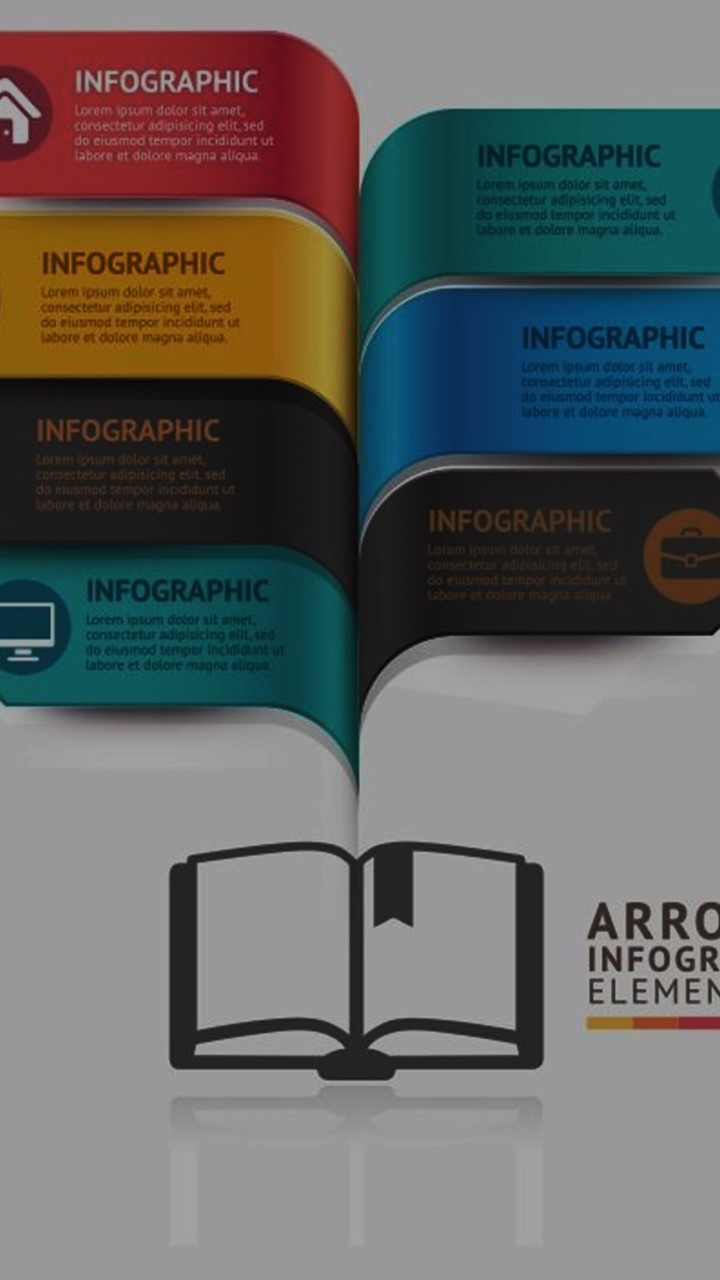 INFOGRAPHIC
Lorem ipsum dolor sit amet,
consectetur adipisicing elit, sed
do eiusmod tempor incididunt ut
labore et dolore magna aliqua.
INFOGRAPHIC
Lorem ipsum dolor sit amet,
consectetur adipisicing elit, sed
do eiusmod tempor incididunt ut
labore et dolore magna aliqua.
INFOGRAPHIC
Lorem ipsum dolor sit amet,
consectetur adipisicing elit, sed
do eiusmod tempor incididunt ut
labore et dolore magna aliqua.
INFOGRAPHIC
Lorem ipsum dolor sit amet,
consectetur adipisicing elit, sed
do eiusmod tempor incididunt ut
labore et dolore magna aliqua.
INFOGRAPHIC
Lorem ipsum dolor sit amet,
consectetur adipisicing elit, sed
do eiusmod tempor incididunt ut
labore et dolore magna aliqua.
INFOGRAPHIC
Lorem ipsum dolor sit amet,
consectetur adipisicing elit, sed
do eiusmod tempor incididunt ut
labore et dolore magna aliqua.
INFOGRAPHIC
Lorem ipsum dolor sit amet,
consectetur adipisicing elit, sed
do eiusmod tempor incididunt ut
labore et dolore magna aliqua.
ARRO
INFOGR
ELEMEN